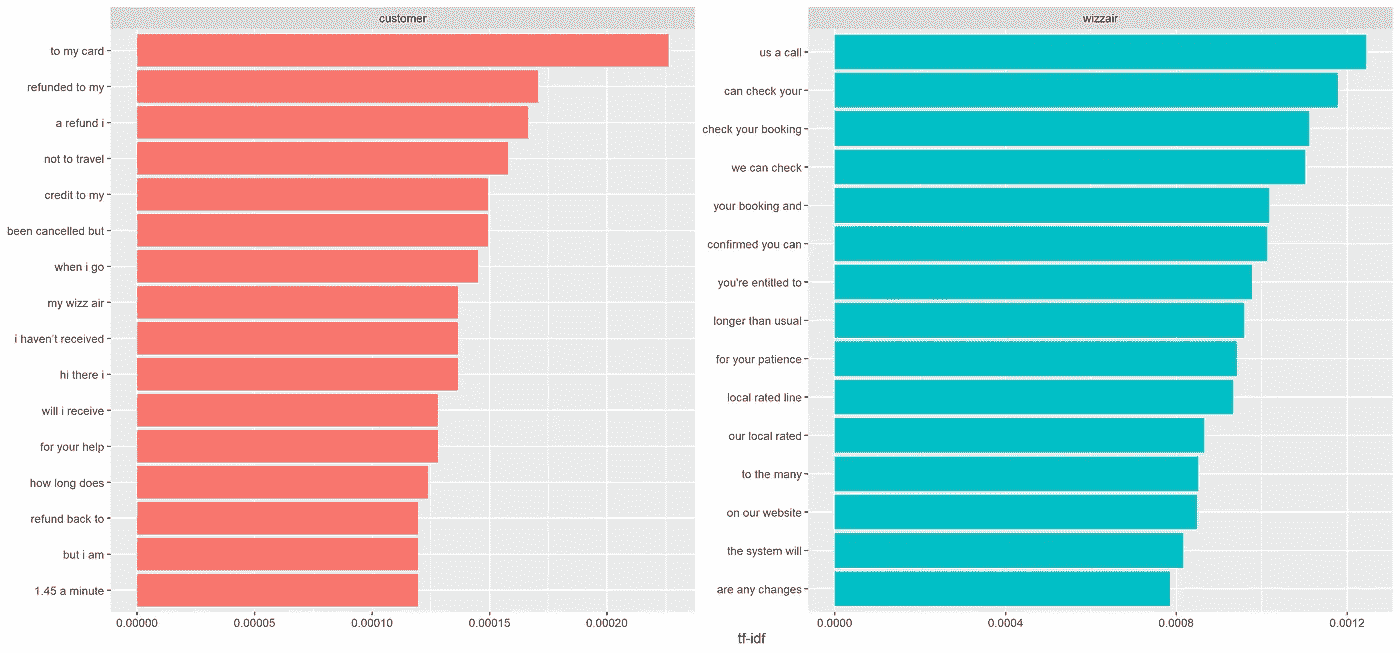 customer
to my card
refunded to my
a refund i
not to travel
credit to my
been cancelled but
when i go
my wizz air
i haven't received
hi there i
will i receive
for your help
how long does
refund back to
but i am
1.45 a minute
0.00000 0.00005 0.00010 0.00015 0.00020
wizzair
us a call
can check your
check your booking
we can check
your booking and
confirmed you can
you're entitled to
longer than usual
for your patience
local rated line
our local rated
to the many
on our website
the system will
are any changes
0.0000 0.0004 0.0008 0.0012
tf-idf